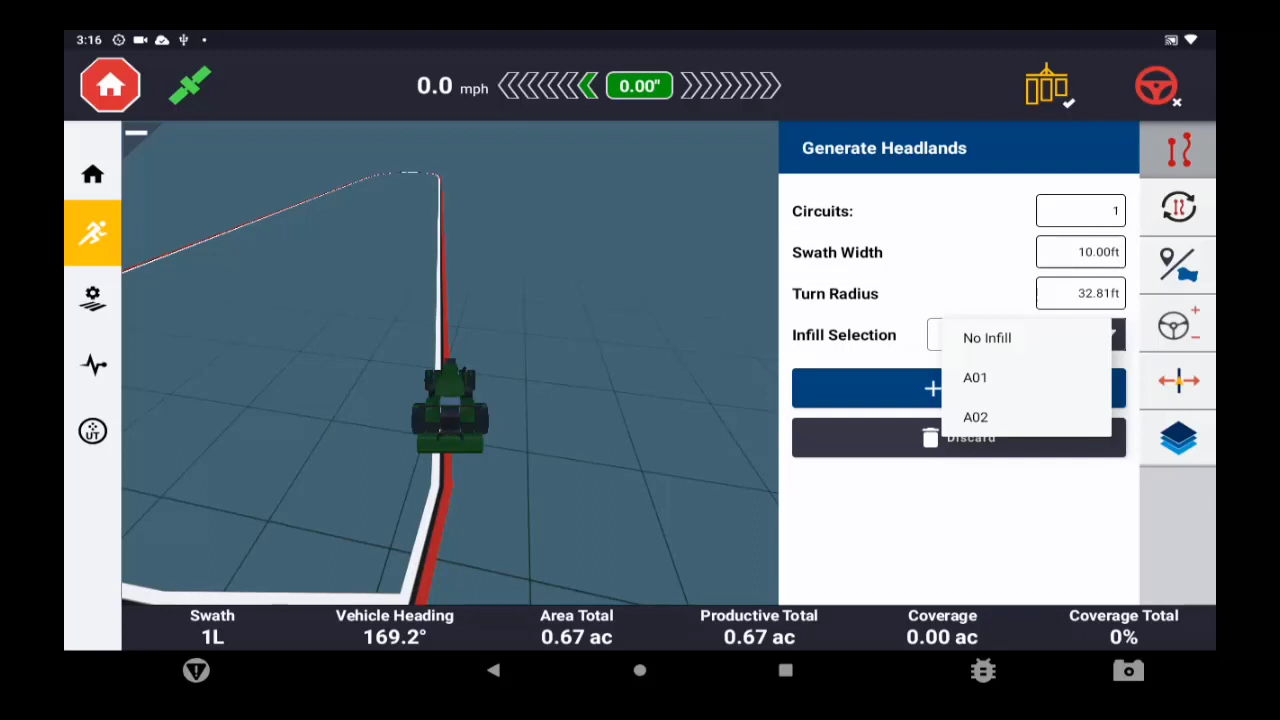 3:16
0.0 mph
0.00"
Generate Headlands
Circuits: 1
Swath Width 10.00ft
Turn Radius 32.81ft
Infill Selection
No Infill
A01
A02
Discard
UT
Swath Vehicle Heading Area Total Productive Total Coverage Coverage Total
1L 169.2° 0.67 ac 0.67 ac 0.00 ac 0%